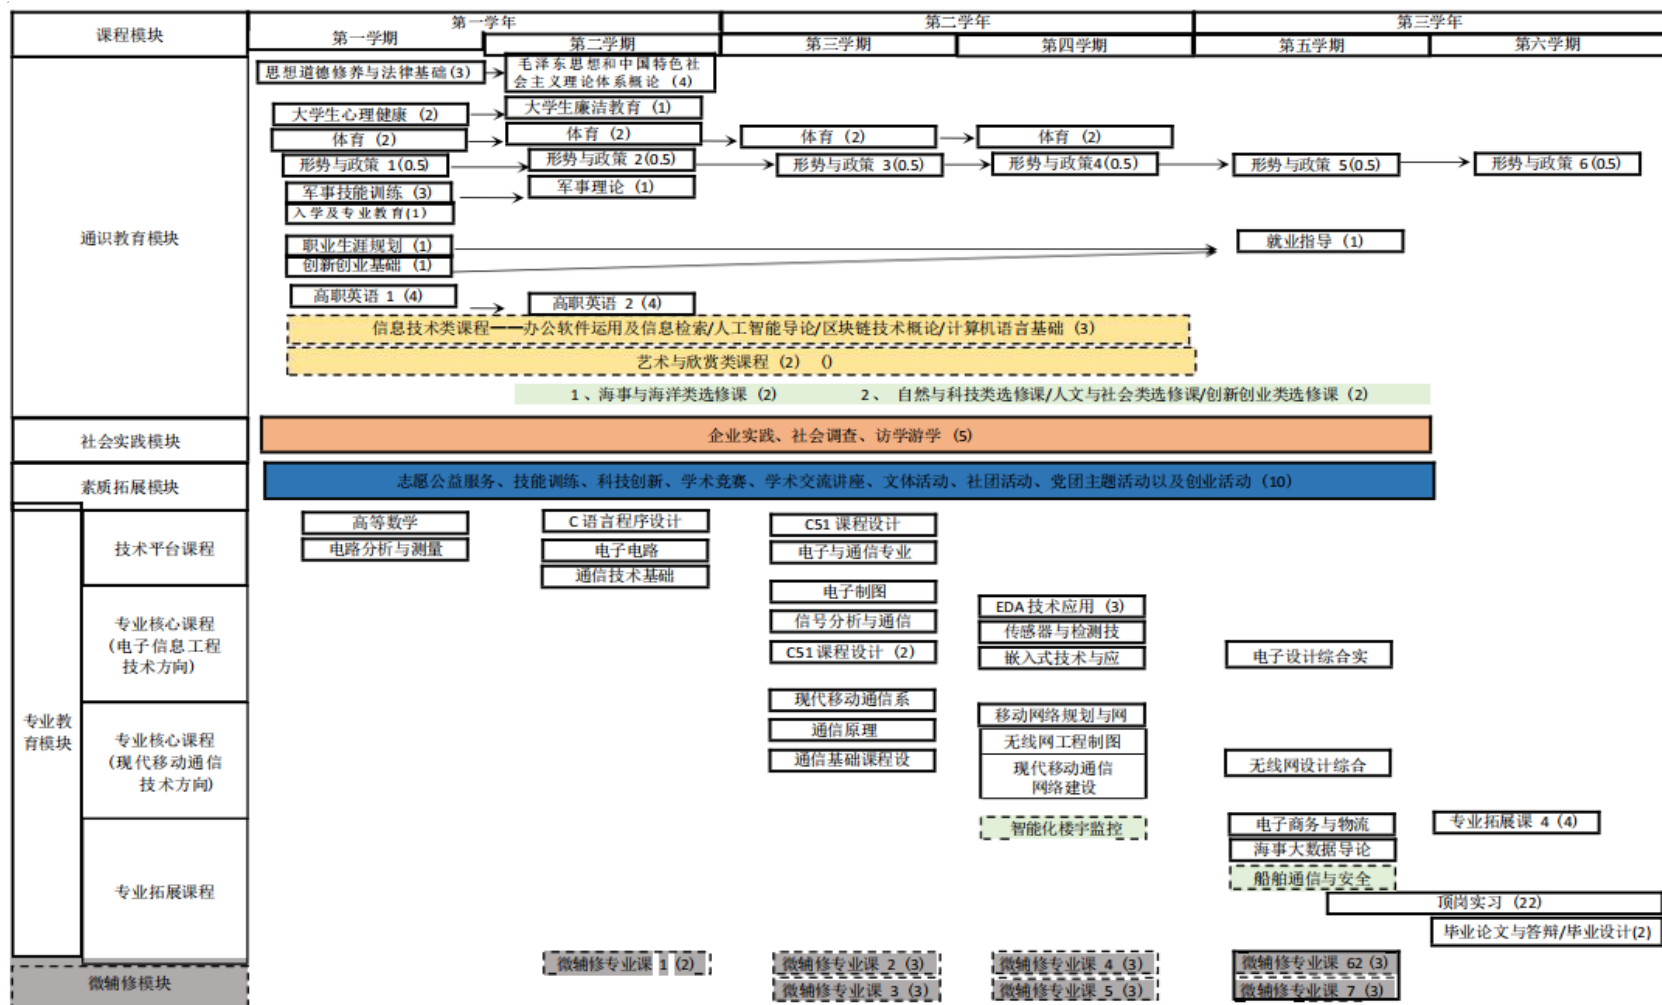 课程模块
第一学年
第二学年
第三学年
第一学期
第二学期
第三学期
第四学期
第五学期
第六学期
通识教育模块
思想道德修养与法律基础(3)
毛泽东思想和中国特色社
会主义理论体系概论 (4)
大学生心理健康 (2)
大学生廉洁教育 (1)
体育 (2)
体育 (2)
体育 (2)
体育 (2)
形势与政策 1(0.5)
形势与政策 2(0.5)
形势与政策 3(0.5)
形势与政策4(0.5)
形势与政策 5(0.5)
形势与政策 6(0.5)
军事技能训练 (3)
军事理论 (1)
入学及专业教育(1)
职业生涯规划 (1)
就业指导 (1)
创新创业基础 (1)
高职英语 1 (4)
高职英语 2 (4)
信息技术类课程——办公软件运用及信息检索/人工智能导论/区块链技术概论/计算机语言基础 (3)
艺术与欣赏类课程 (2) ()
1、海事与海洋类选修课 (2) 2、 自然与科技类选修课/人文与社会类选修课/创新创业类选修课 (2)
社会实践模块
企业实践、社会调查、访学游学 (5)
素质拓展模块
志愿公益服务、技能训练、科技创新、学术竞赛、学术交流讲座、文体活动、社团活动、党团主题活动以及创业活动 (10)
专业教
育模块
技术平台课程
高等数学
C 语言程序设计
C51 课程设计
电路分析与测量
电子电路
电子与通信专业
通信技术基础
专业核心课程
(电子信息工程
技术方向)
电子制图
EDA 技术应用 (3)
信号分析与通信
传感器与检测技
C51 课程设计 (2)
嵌入式技术与应
电子设计综合实
专业核心课程
(现代移动通信
技术方向)
现代移动通信系
移动网络规划与网
通信原理
无线网工程制图
通信基础课程设
现代移动通信
网络建设
无线网设计综合
专业拓展课程
智能化楼宇监控
电子商务与物流
专业拓展课 4 (4)
海事大数据导论
船舶通信与安全
顶岗实习 (22)
毕业论文与答辩/毕业设计(2)
微辅修模块
微辅修专业课 1 (2)
微辅修专业课 2 (3)
微辅修专业课 4 (3)
微辅修专业课 62 (3)
微辅修专业课 3 (3)
微辅修专业课 5 (3)
微辅修专业课 7 (3)